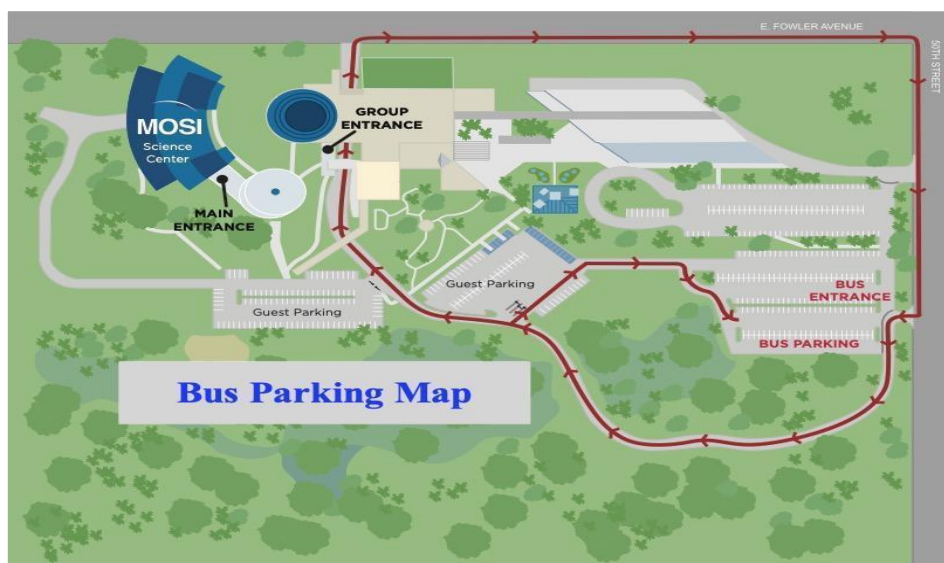 E. FOWLER AVENUE
50TH STREET
MOSI
Science
Center
GROUP
ENTRANCE
MAIN
ENTRANCE
Guest Parking
Guest Parking
BUS
ENTRANCE
BUS PARKING
Bus Parking Map